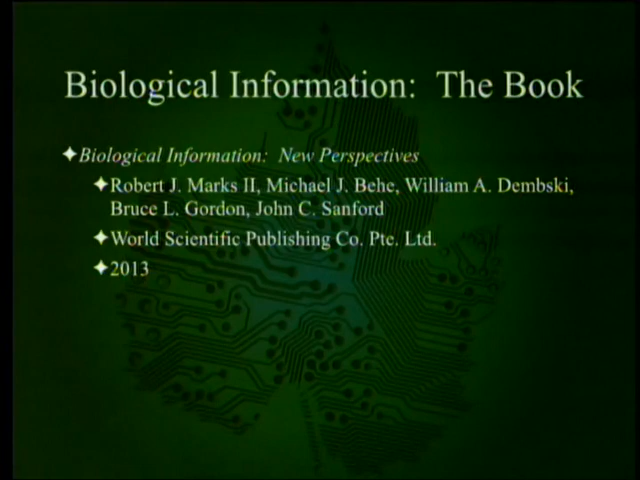 Biological Information: The Book
Biological Information: New Perspectives
Robert J. Marks II, Michael J. Behe, William A. Dembski,
Bruce L. Gordon, John C. Sanford
World Scientific Publishing Co. Pte. Ltd.
2013